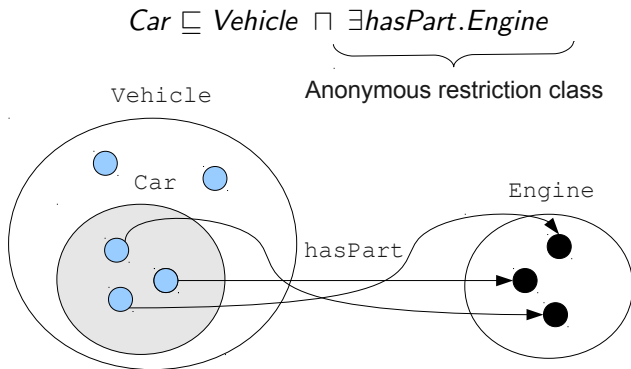 Car ⊑ Vehicle ⊓ ∃hasPart.Engine
Anonymous restriction class
Vehicle
Car
Engine
hasPart